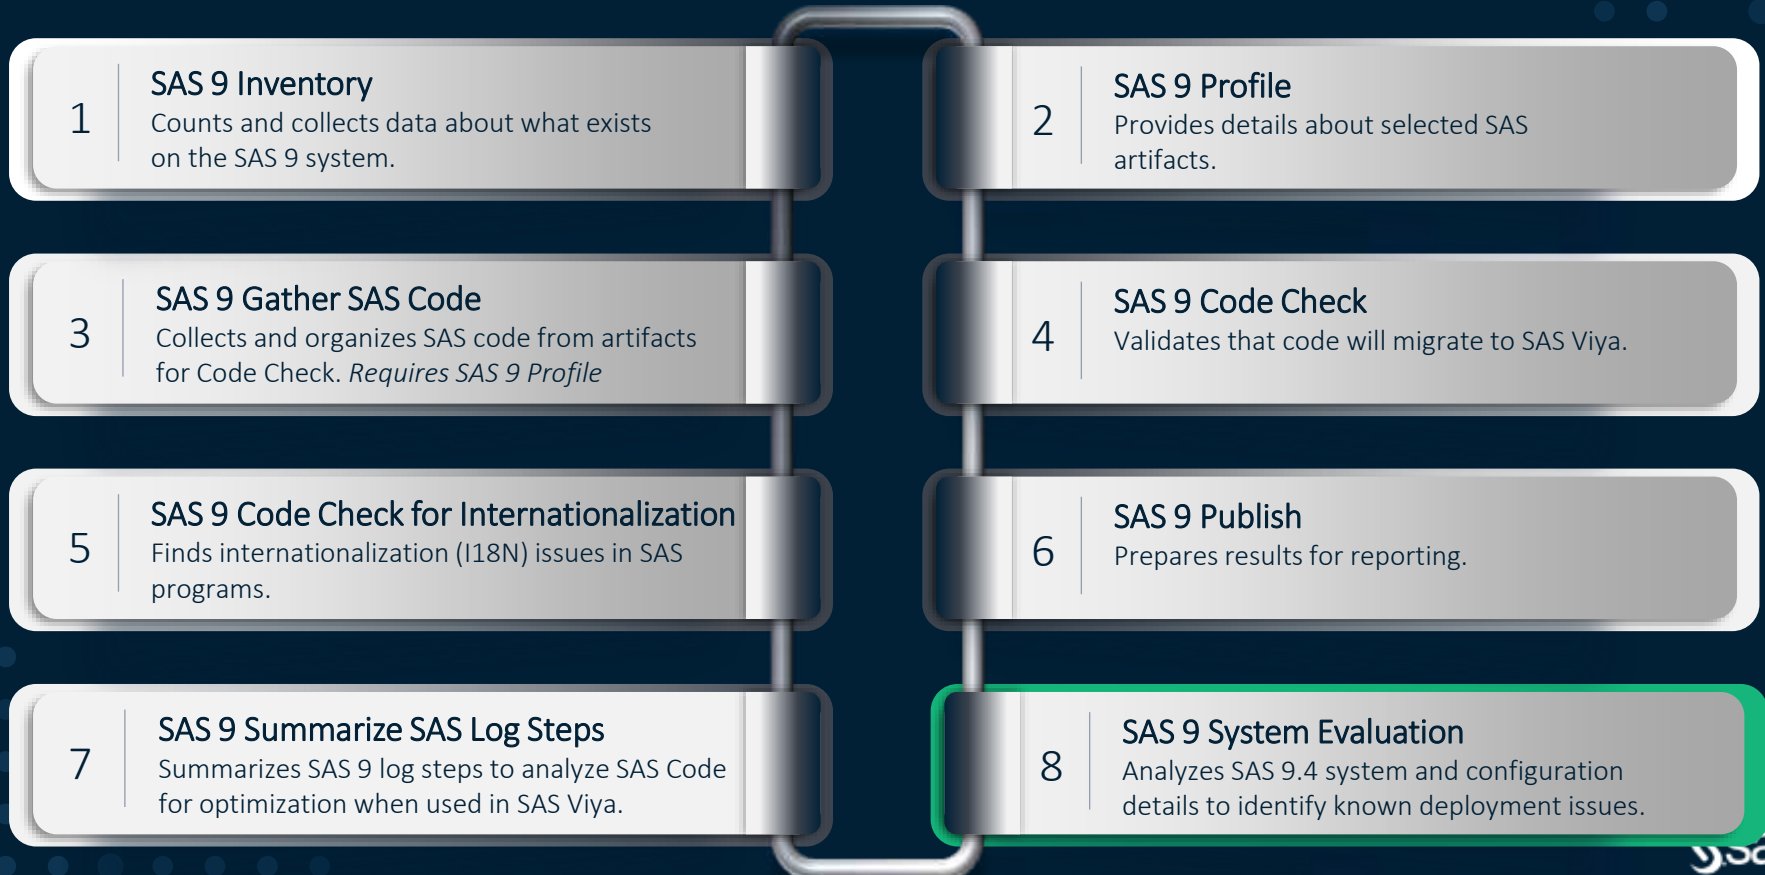 1
SAS 9 Inventory
Counts and collects data about what exists
on the SAS 9 system.
2
SAS 9 Profile
Provides details about selected SAS
artifacts.
3
SAS 9 Gather SAS Code
Collects and organizes SAS code from artifacts
for Code Check. Requires SAS 9 Profile
4
SAS 9 Code Check
Validates that code will migrate to SAS Viya.
5
SAS 9 Code Check for Internationalization
Finds internationalization (I18N) issues in SAS
programs.
6
SAS 9 Publish
Prepares results for reporting.
7
SAS 9 Summarize SAS Log Steps
Summarizes SAS 9 log steps to analyze SAS Code
for optimization when used in SAS Viya.
8
SAS 9 System Evaluation
Analyzes SAS 9.4 system and configuration
details to identify known deployment issues.